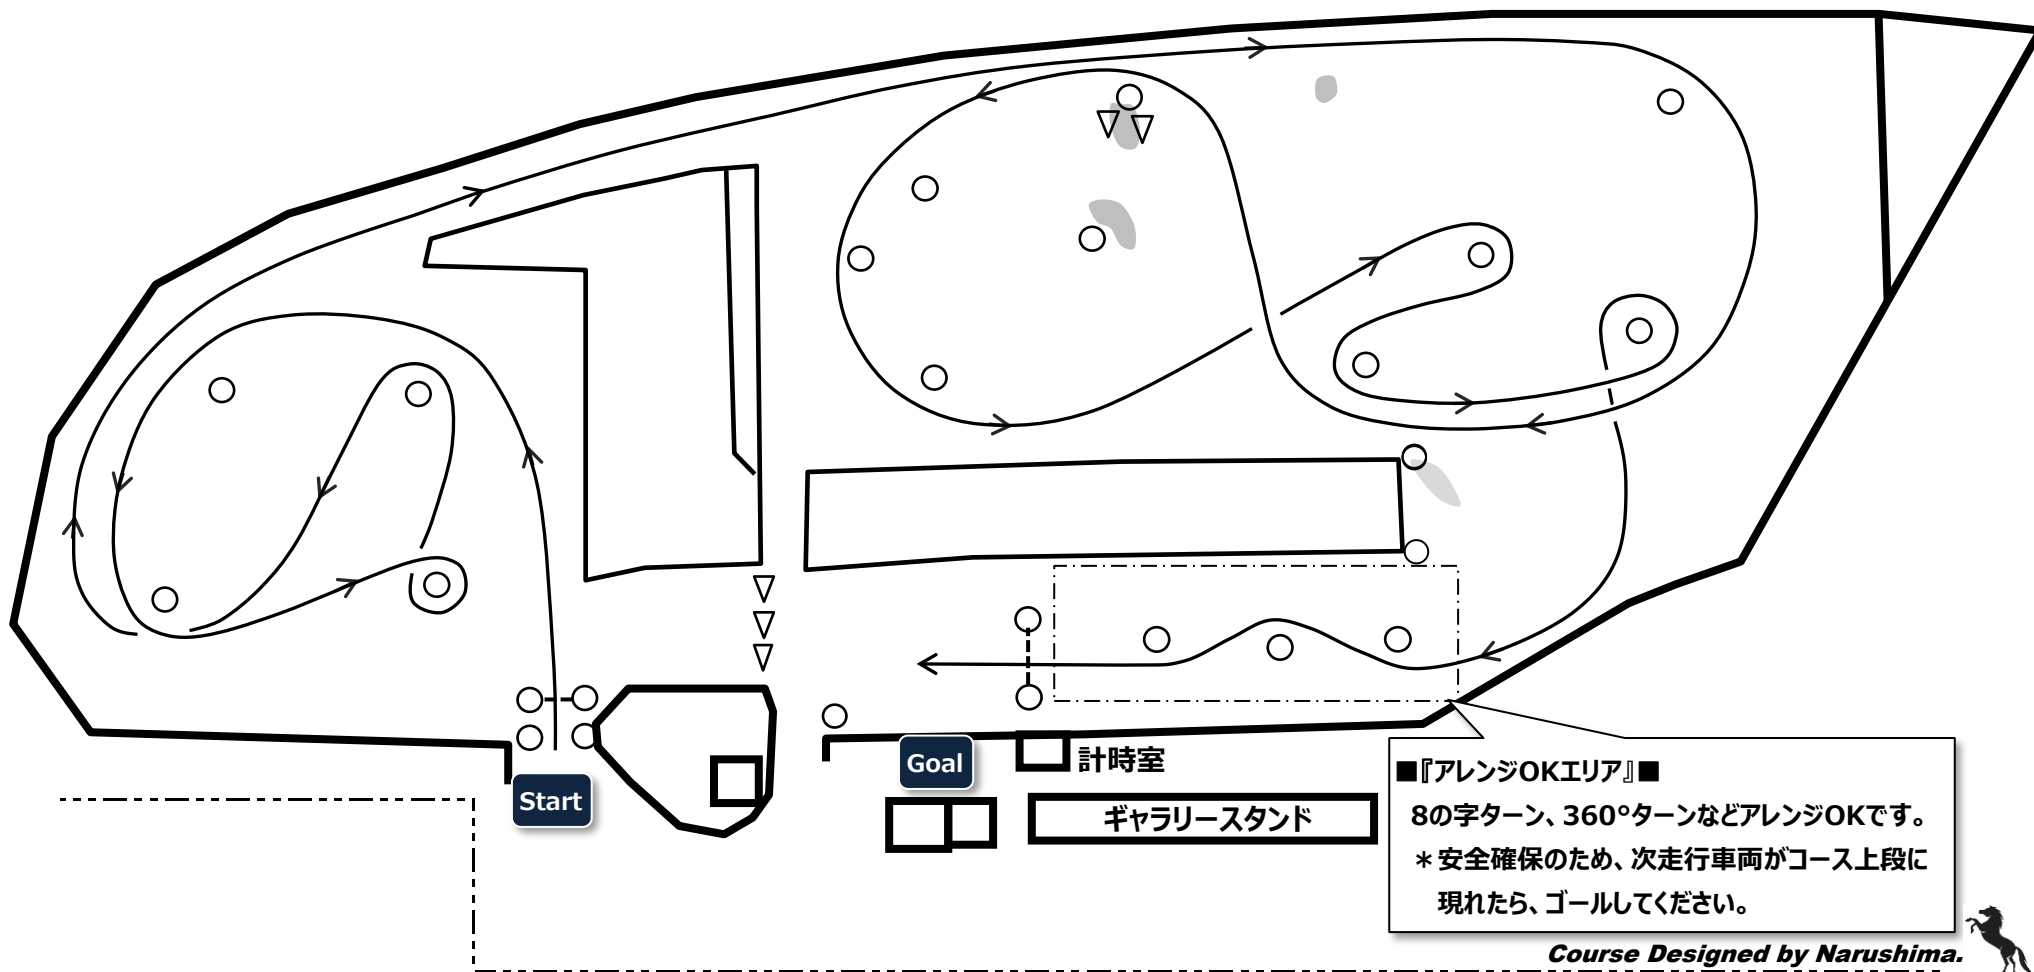 Start
Goal
計時室
ギャラリースタンド
■『アレンジOKエリア』■
8の字ターン、360°ターンなどアレンジOKです。
＊安全確保のため、次走行車両がコース上段に
現れたら、ゴールしてください。
Course Designed by Narushima.